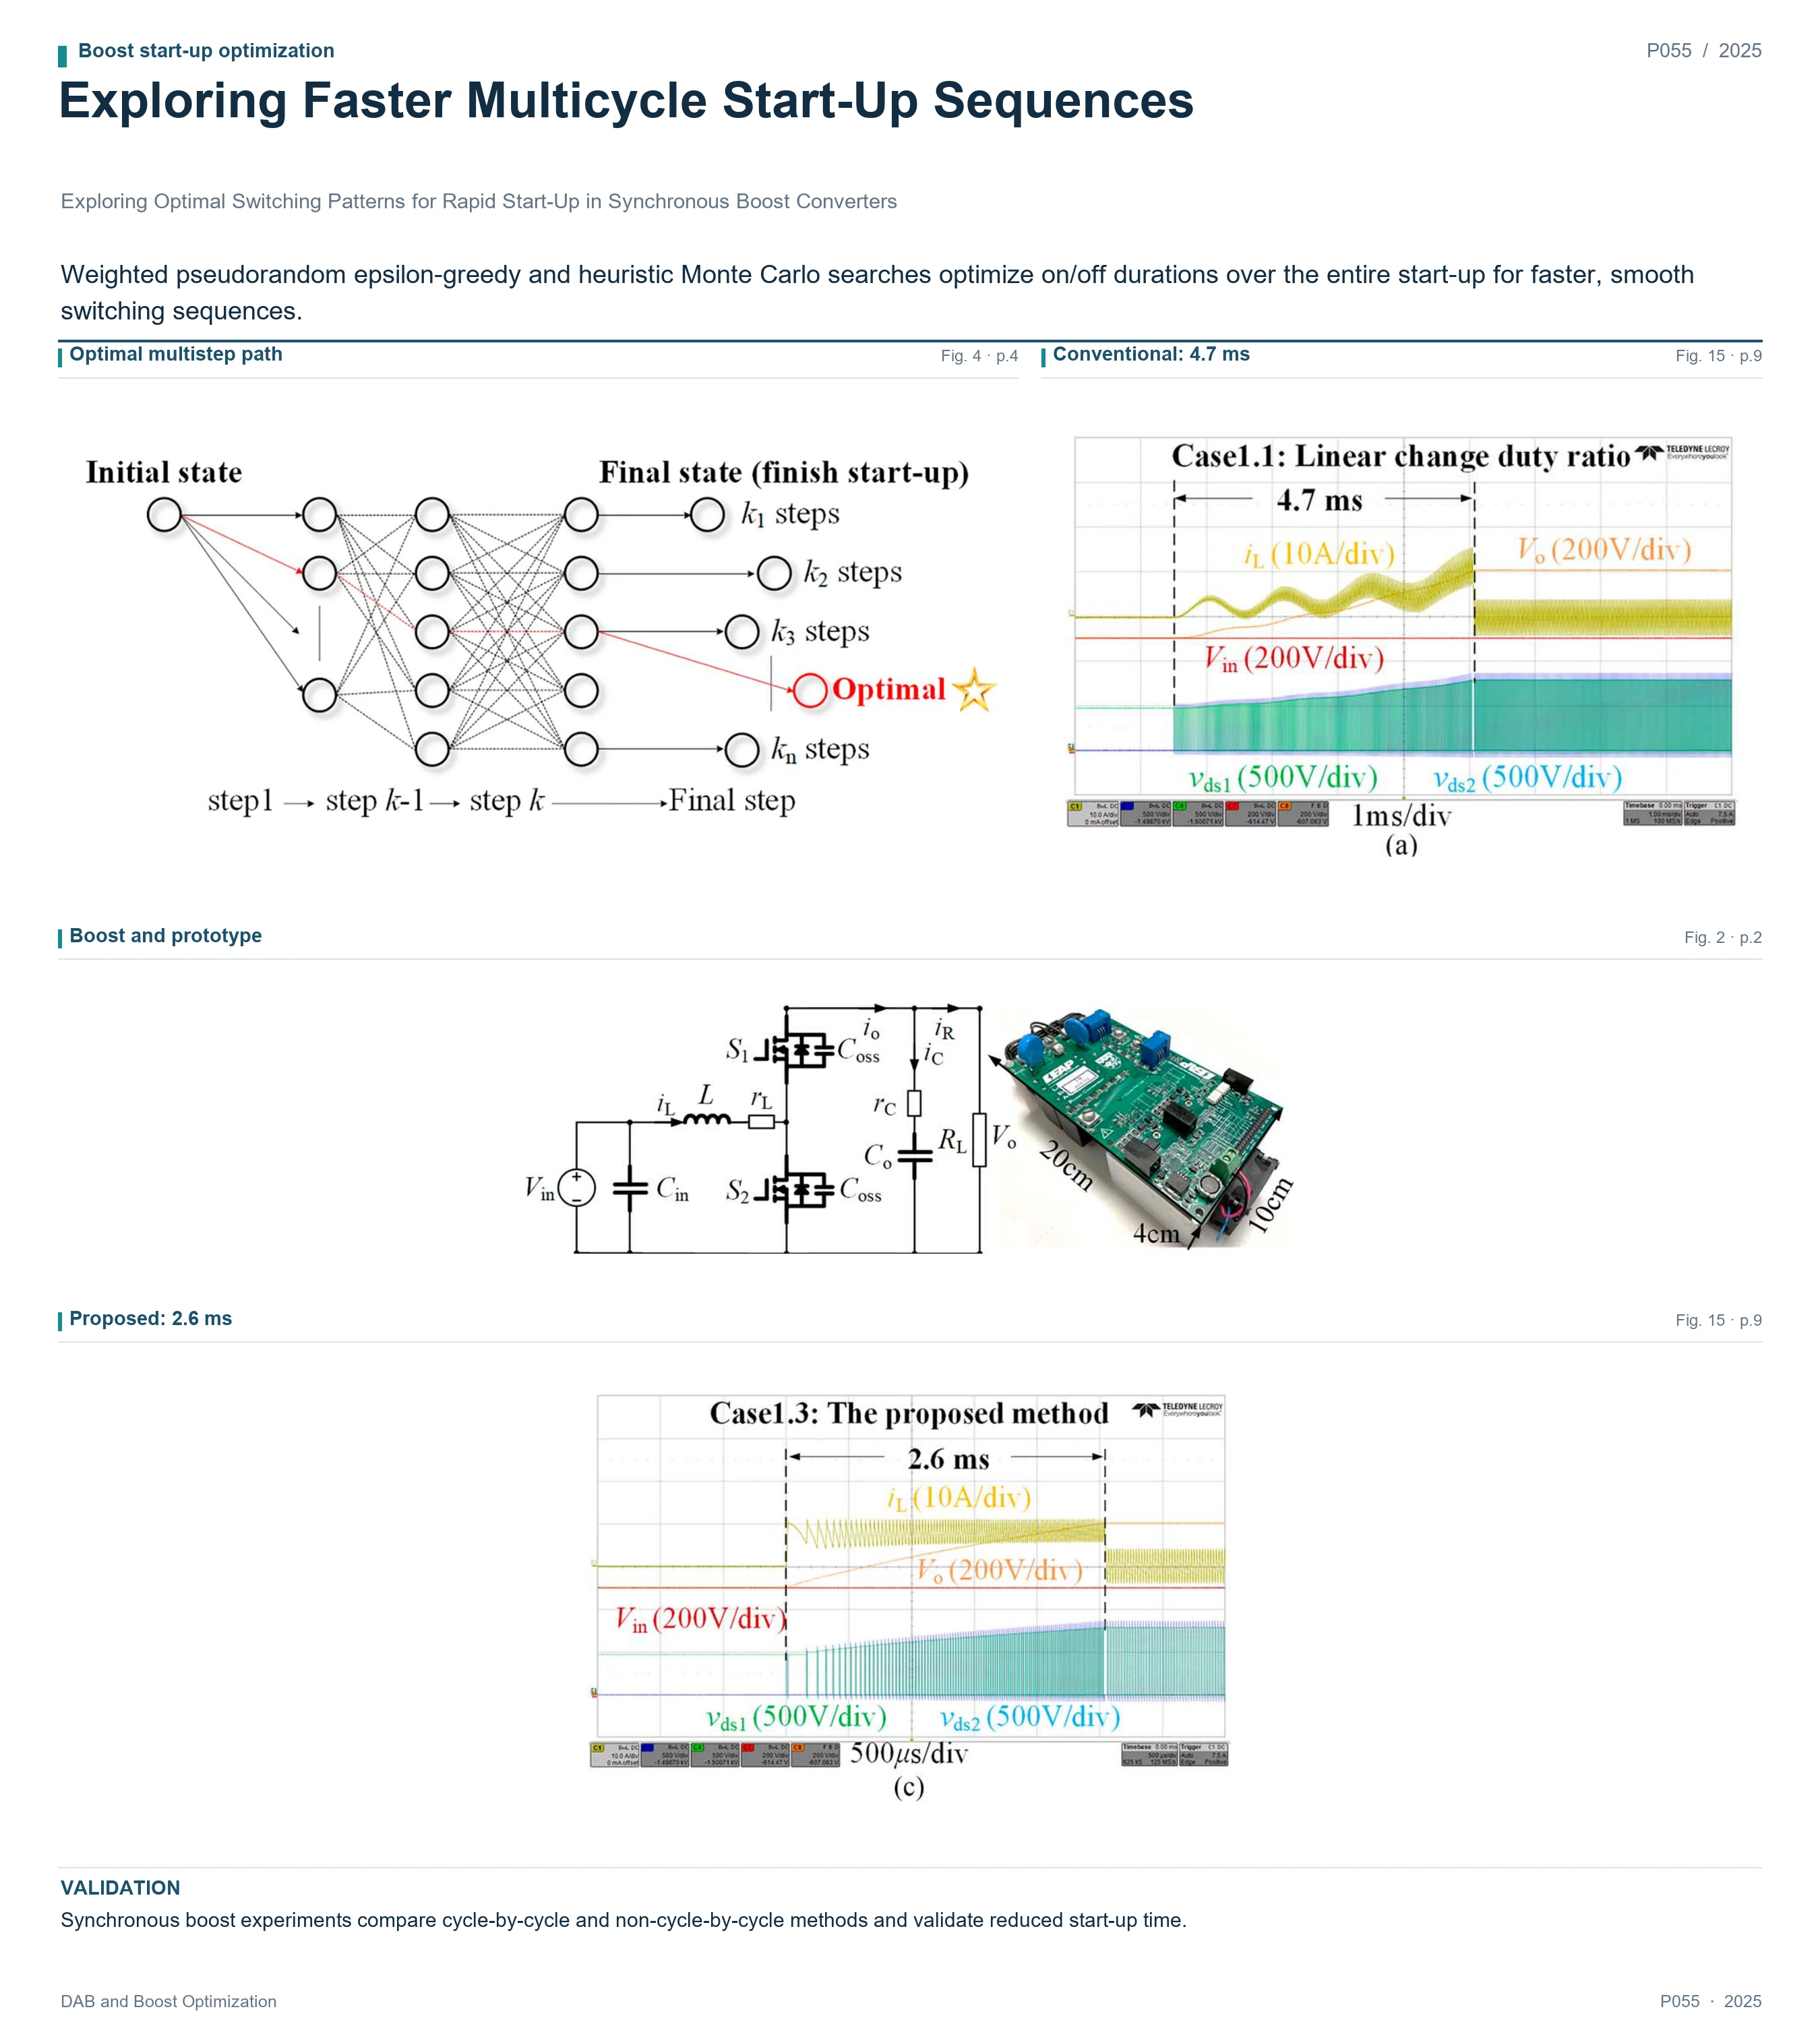 Boost start-up optimization
P055 / 2025
Exploring Faster Multicycle Start-Up Sequences
Exploring Optimal Switching Patterns for Rapid Start-Up in Synchronous Boost Converters
Weighted pseudorandom epsilon-greedy and heuristic Monte Carlo searches optimize on/off durations over the entire start-up for faster, smooth
switching sequences.
Optimal multistep path
Fig. 4 · p.4
Initial state
Final state (finish start-up)
k1 steps
k2 steps
k3 steps
Optimal
kn steps
step1 → step k-1 → step k → Final step
Conventional: 4.7 ms
Fig. 15 · p.9
Case1.1: Linear change duty ratio
TELEDYNE LECROY
Everywhereyoulook
4.7 ms
iL (10A/div)
Vo (200V/div)
Vin (200V/div)
vds1 (500V/div)
vds2 (500V/div)
1ms/div
(a)
Boost and prototype
Fig. 2 · p.2
S1
Coss
io
iR
iC
iL
L
rL
rC
Co
RL
Vo
Vin
Cin
S2
Coss
20cm
4cm
10cm
Proposed: 2.6 ms
Fig. 15 · p.9
Case1.3: The proposed method
TELEDYNE LECROY
Everywhereyoulook
2.6 ms
iL (10A/div)
Vo (200V/div)
Vin (200V/div)
vds1 (500V/div)
vds2 (500V/div)
500μs/div
(c)
VALIDATION
Synchronous boost experiments compare cycle-by-cycle and non-cycle-by-cycle methods and validate reduced start-up time.
DAB and Boost Optimization
P055 · 2025